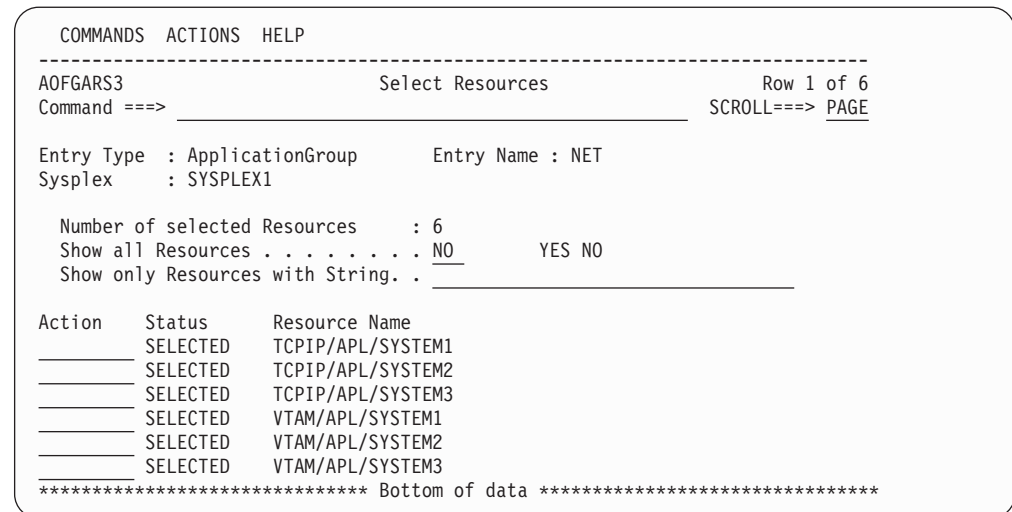 COMMANDS ACTIONS HELP
------------------------------------------------------------------------------
AOFGARS3 Select Resources Row 1 of 6
Command ===> SCROLL===> PAGE
Entry Type : ApplicationGroup Entry Name : NET
Sysplex : SYSPLEX1
Number of selected Resources : 6
Show all Resources . . . . . . . . NO YES NO
Show only Resources with String. .
Action Status Resource Name
SELECTED TCPIP/APL/SYSTEM1
SELECTED TCPIP/APL/SYSTEM2
SELECTED TCPIP/APL/SYSTEM3
SELECTED VTAM/APL/SYSTEM1
SELECTED VTAM/APL/SYSTEM2
SELECTED VTAM/APL/SYSTEM3
******************************* Bottom of data ********************************